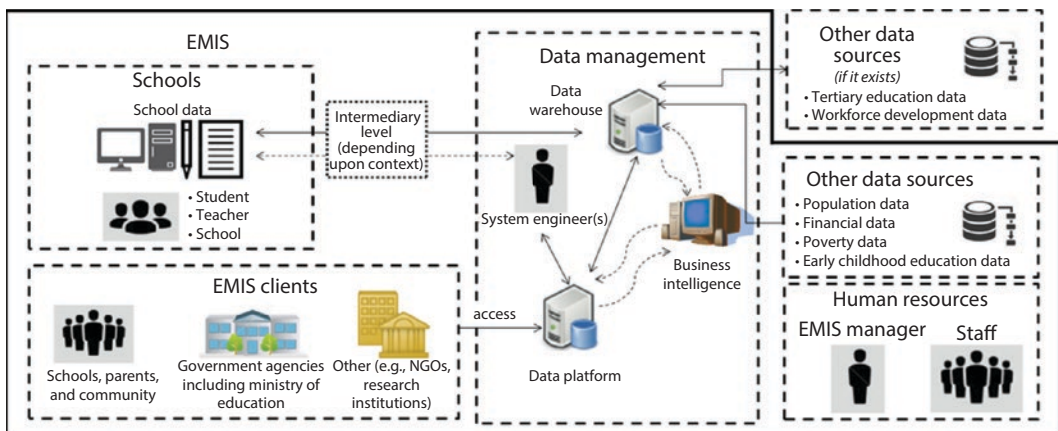 EMIS
Schools
School data
• Student
• Teacher
• School
Intermediary
level
(depending
upon context)
Data management
Data
warehouse
System engineer(s)
Business
intelligence
Data platform
Other data
sources
(if it exists)
• Tertiary education data
• Workforce development data
Other data sources
• Population data
• Financial data
• Poverty data
• Early childhood education data
EMIS clients
Schools, parents,
and community
Government agencies
including ministry of
education
Other (e.g., NGOs,
research
institutions)
access
Human resources
EMIS manager
Staff